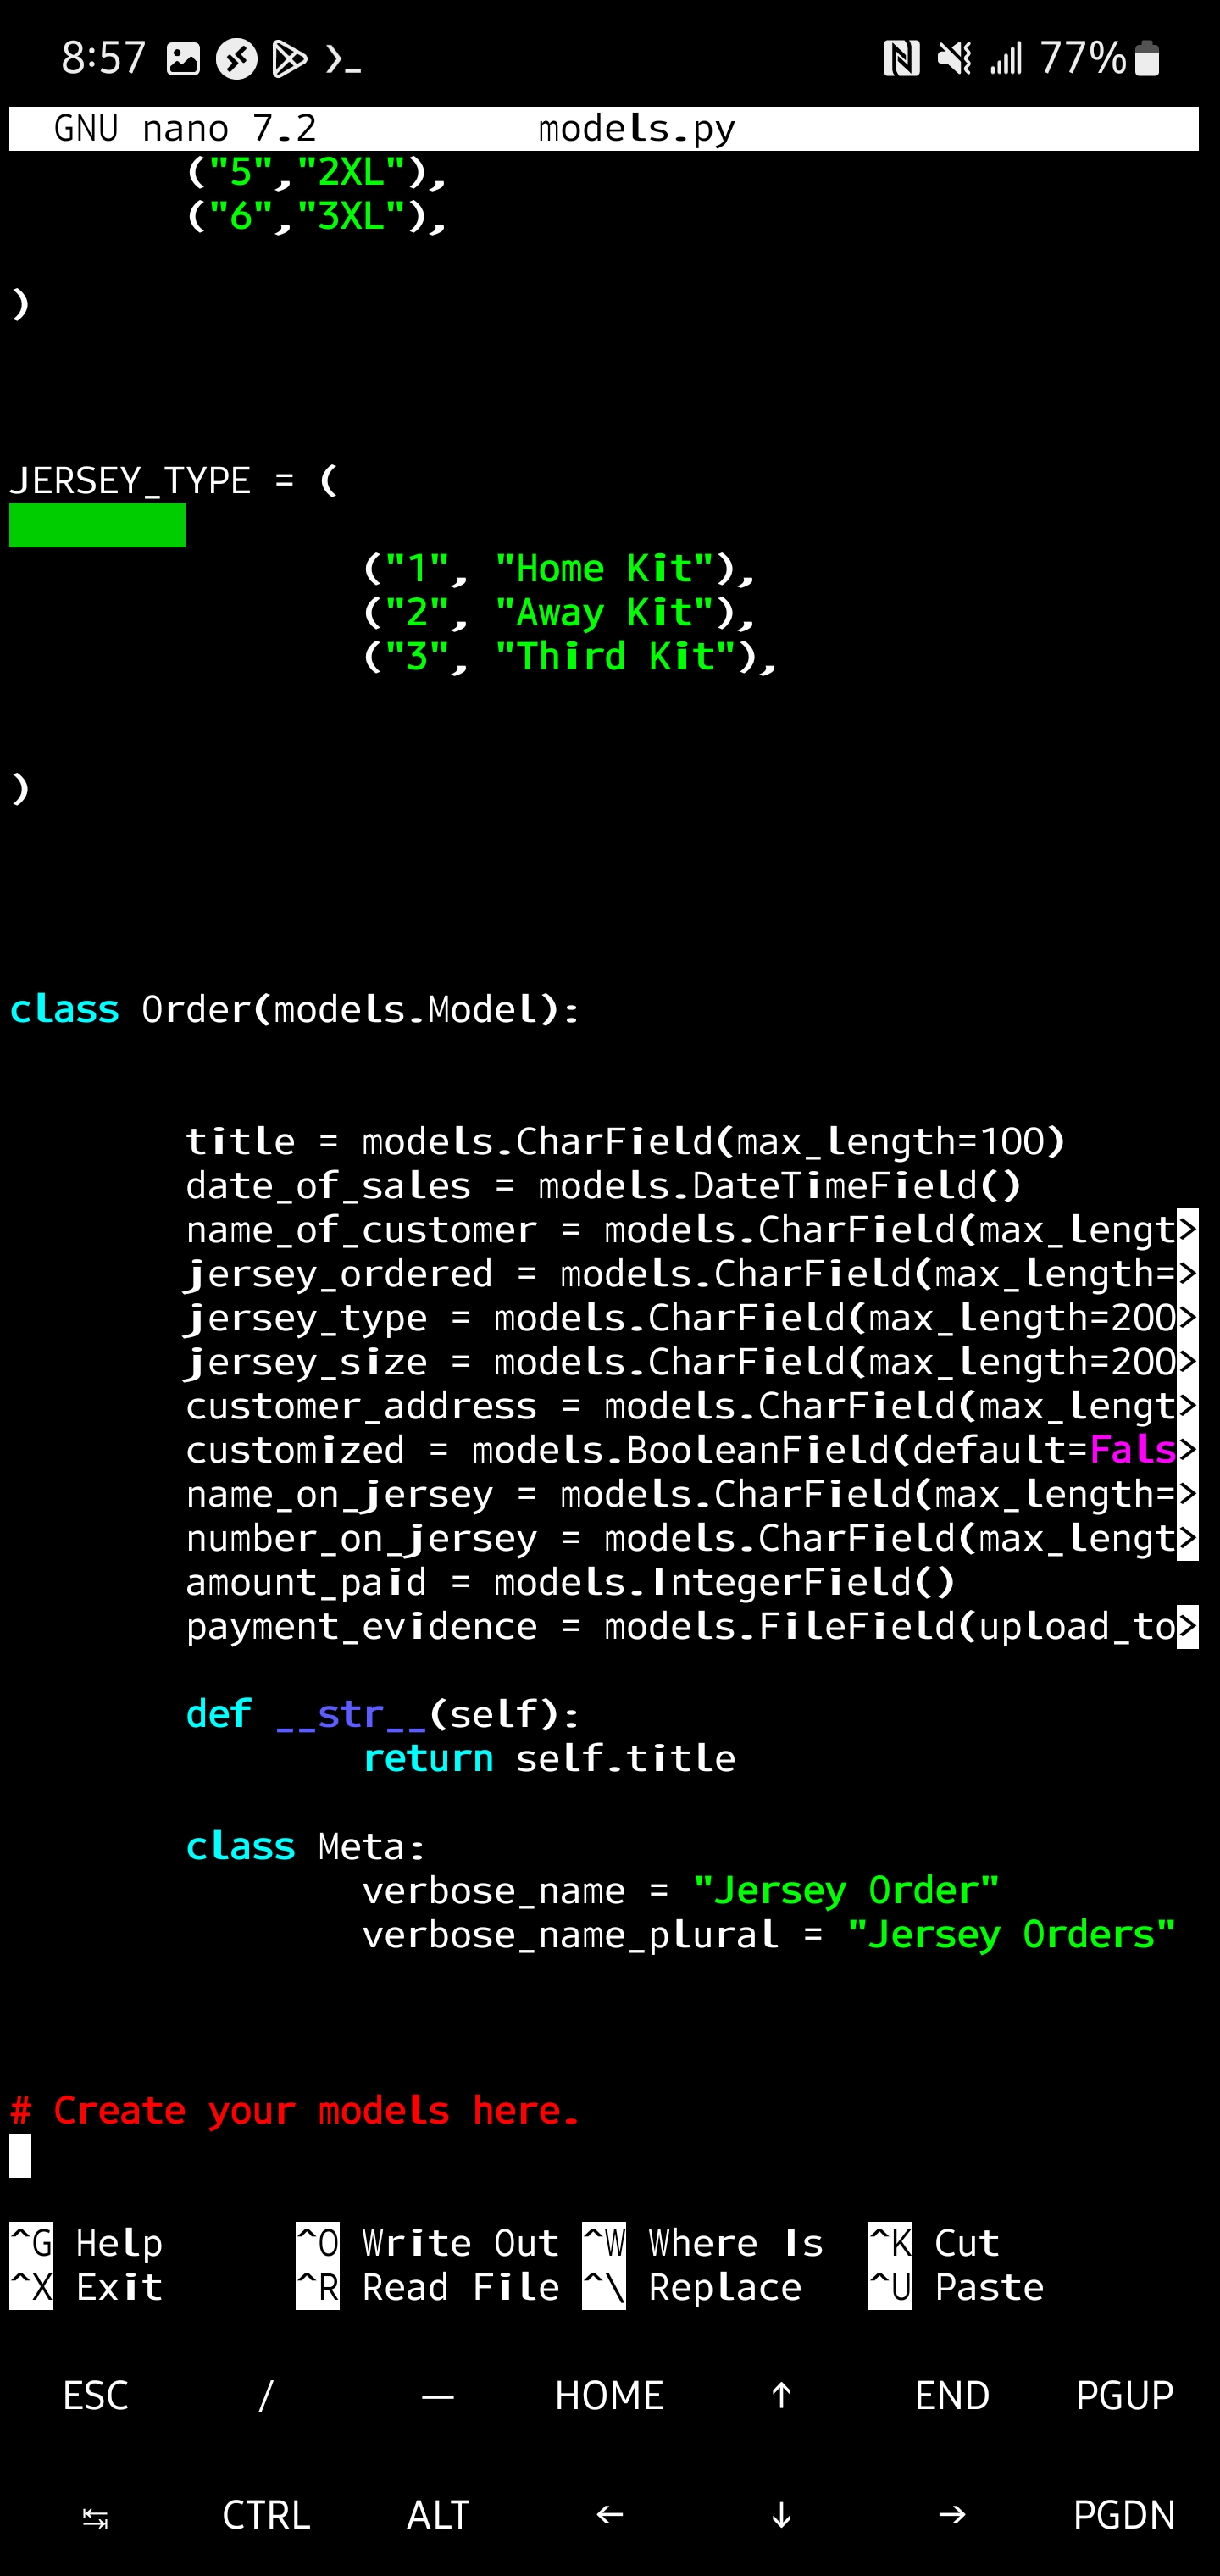 8:57 77%
GNU nano 7.2 models.py
("5","2XL"),
("6","3XL"),
)
JERSEY_TYPE = (
("1", "Home Kit"),
("2", "Away Kit"),
("3", "Third Kit"),
)
class Order(models.Model):
title = models.CharField(max_length=100)
date_of_sales = models.DateTimeField()
name_of_customer = models.CharField(max_lengt>
jersey_ordered = models.CharField(max_length=>
jersey_type = models.CharField(max_length=200>
jersey_size = models.CharField(max_length=200>
customer_address = models.CharField(max_lengt>
customized = models.BooleanField(default=Fals>
name_on_jersey = models.CharField(max_length=>
number_on_jersey = models.CharField(max_lengt>
amount_paid = models.IntegerField()
payment_evidence = models.FileField(upload_to>
def __str__(self):
return self.title
class Meta:
verbose_name = "Jersey Order"
verbose_name_plural = "Jersey Orders"
# Create your models here.
^G Help ^O Write Out ^W Where Is ^K Cut
^X Exit ^R Read File ^\ Replace ^U Paste
ESC / — HOME ↑ END PGUP
↹ CTRL ALT ← ↓ → PGDN